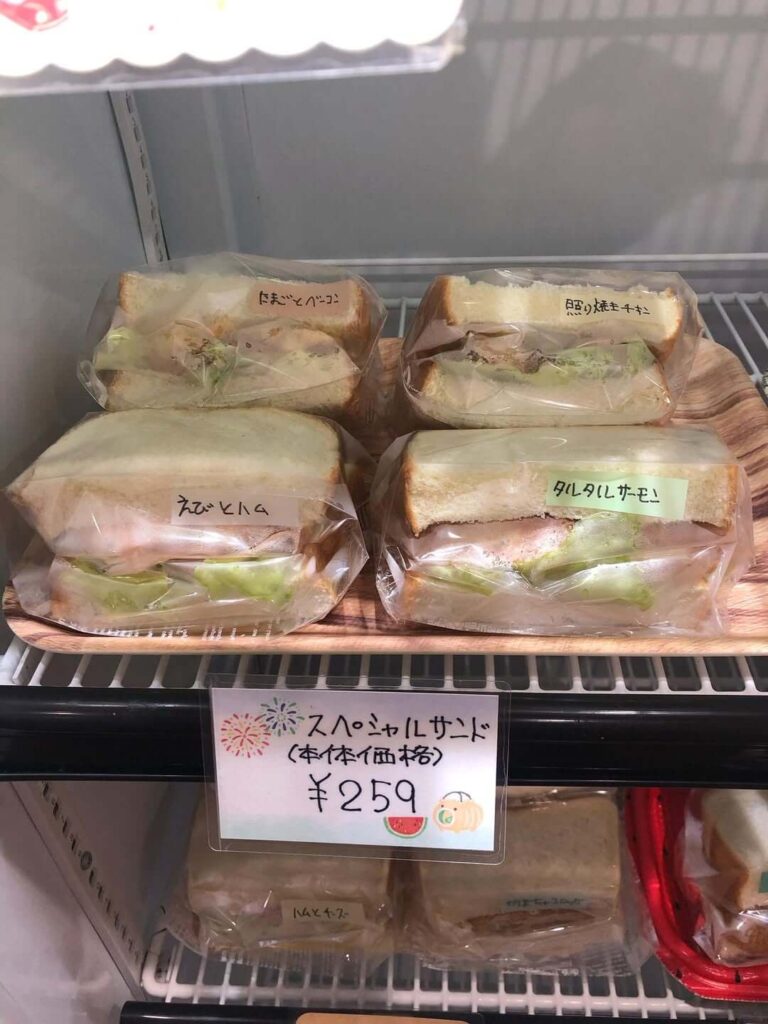 たまごとベーコン
照り焼きチキン
えびとハム
タルタルサーモン
スペシャルサンド
(本体価格)
¥259
ハムとチーズ